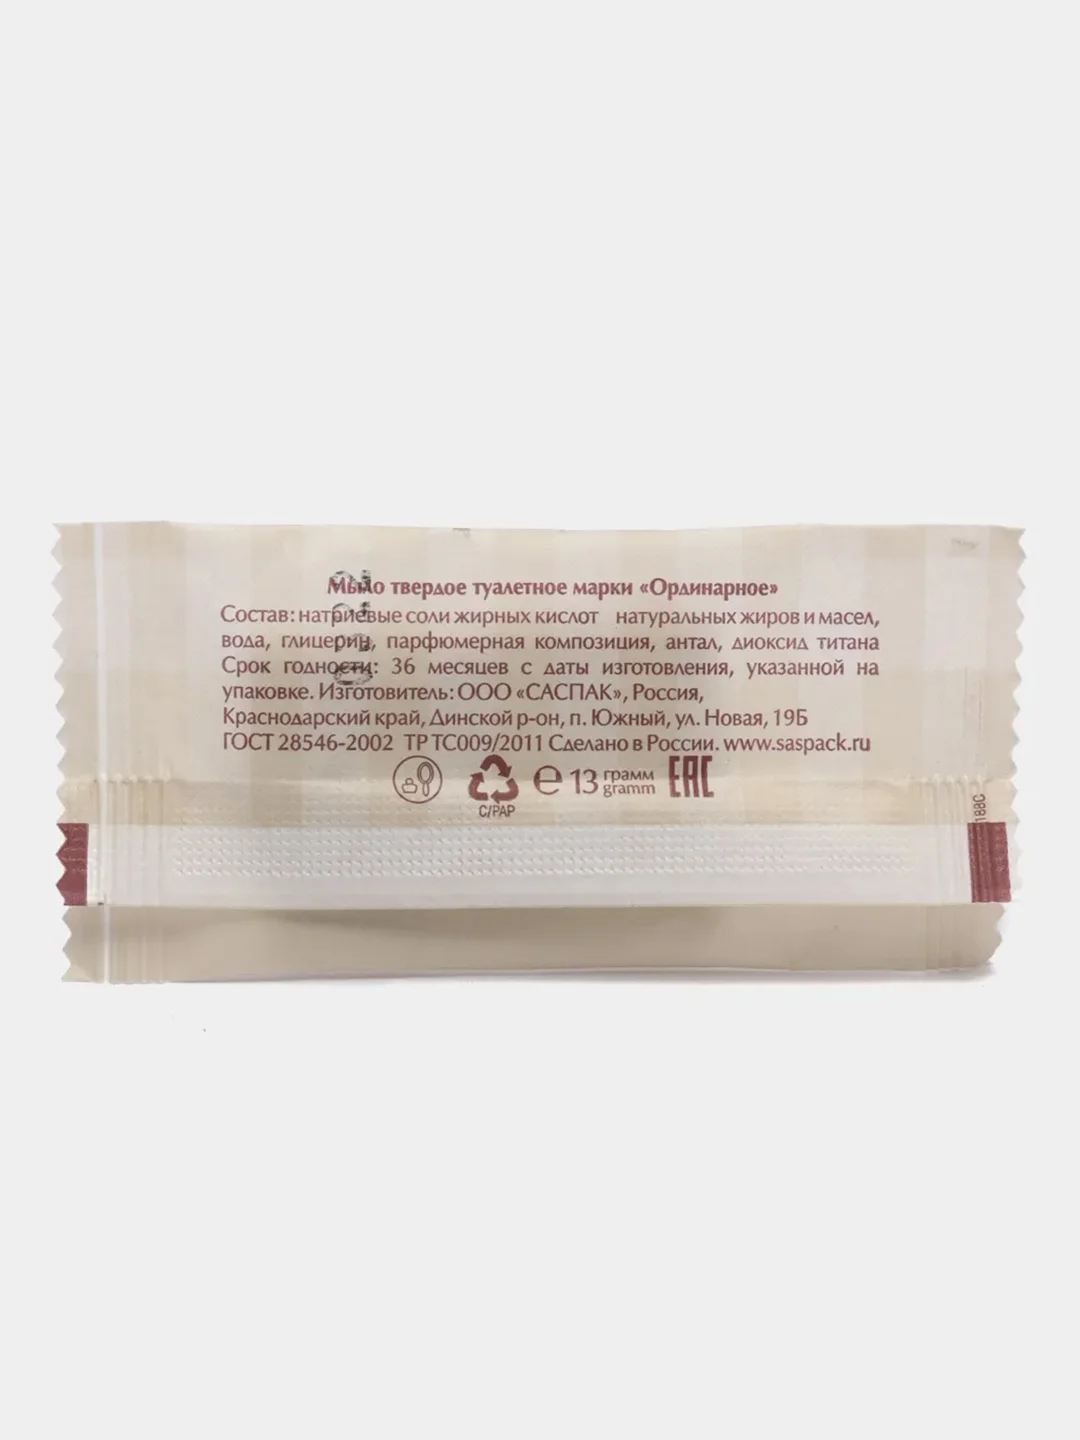 Мыло твердое туалетное марки «Ординарное»
Состав: натриевые соли жирных кислот натуральных жиров и масел,
вода, глицерин, парфюмерная композиция, антал, диоксид титана
Срок годности: 36 месяцев с даты изготовления, указанной на
упаковке. Изготовитель: ООО «САСПАК», Россия,
Краснодарский край, Динской р-он, п. Южный, ул. Новая, 19Б
ГОСТ 28546-2002 ТР ТС009/2011 Сделано в России. www.saspack.ru
℮ 13 грамм
gramm
EAC
C/PAP
188C